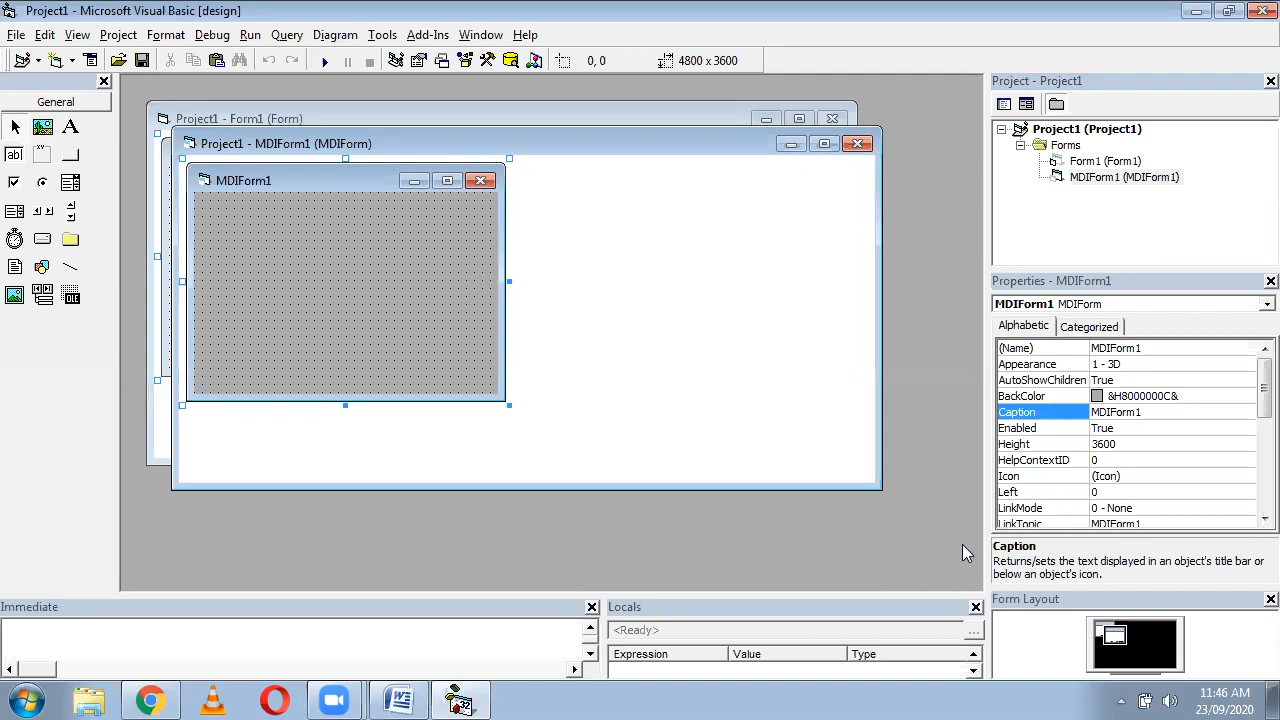 Project1 - Microsoft Visual Basic [design]
File Edit View Project Format Debug Run Query Diagram Tools Add-Ins Window Help
0, 0 4800 x 3600
General
Project1 - Form1 (Form)
Project1 - MDIForm1 (MDIForm)
MDIForm1
Project - Project1
Project1 (Project1)
Forms
Form1 (Form1)
MDIForm1 (MDIForm1)
Properties - MDIForm1
MDIForm1 MDIForm
Alphabetic Categorized
(Name) MDIForm1
Appearance 1 - 3D
AutoShowChildren True
BackColor &H8000000C&
Caption MDIForm1
Enabled True
Height 3600
HelpContextID 0
Icon (Icon)
Left 0
LinkMode 0 - None
LinkTopic MDIForm1
Caption
Returns/sets the text displayed in an object's title bar or
below an object's icon.
Form Layout
Immediate
Locals
<Ready>
...
Expression Value Type
A
ab|
OLE
W
32
11:46 AM
23/09/2020